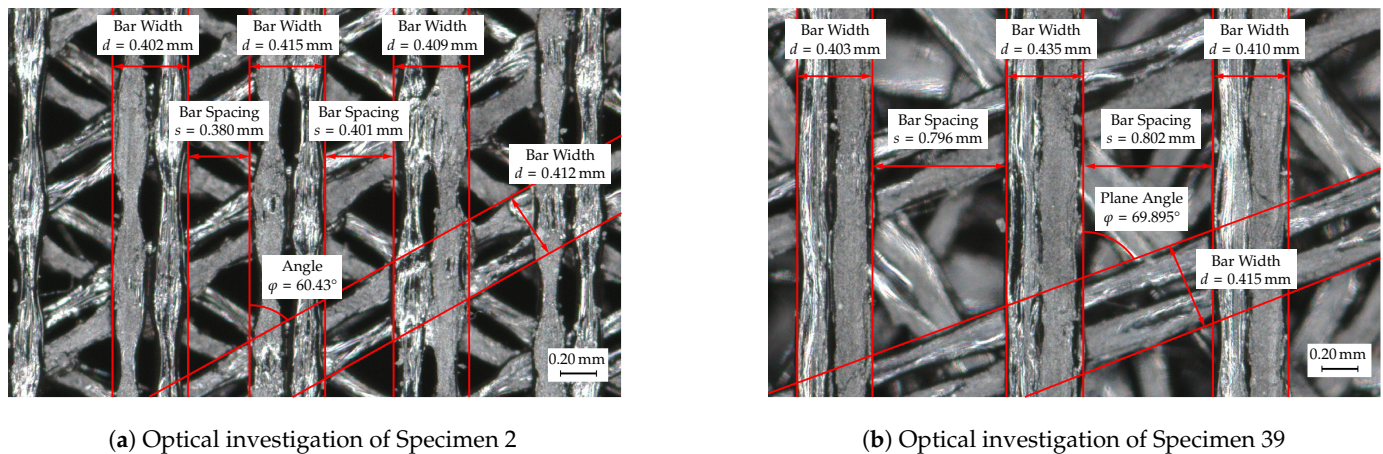 Bar Width
d = 0.402 mm
Bar Width
d = 0.415 mm
Bar Width
d = 0.409 mm
Bar Spacing
s = 0.380 mm
Bar Spacing
s = 0.401 mm
Bar Width
d = 0.412 mm
Angle
φ = 60.43°
0.20 mm
(a) Optical investigation of Specimen 2
Bar Width
d = 0.403 mm
Bar Width
d = 0.435 mm
Bar Width
d = 0.410 mm
Bar Spacing
s = 0.796 mm
Bar Spacing
s = 0.802 mm
Plane Angle
φ = 69.895°
Bar Width
d = 0.415 mm
0.20 mm
(b) Optical investigation of Specimen 39